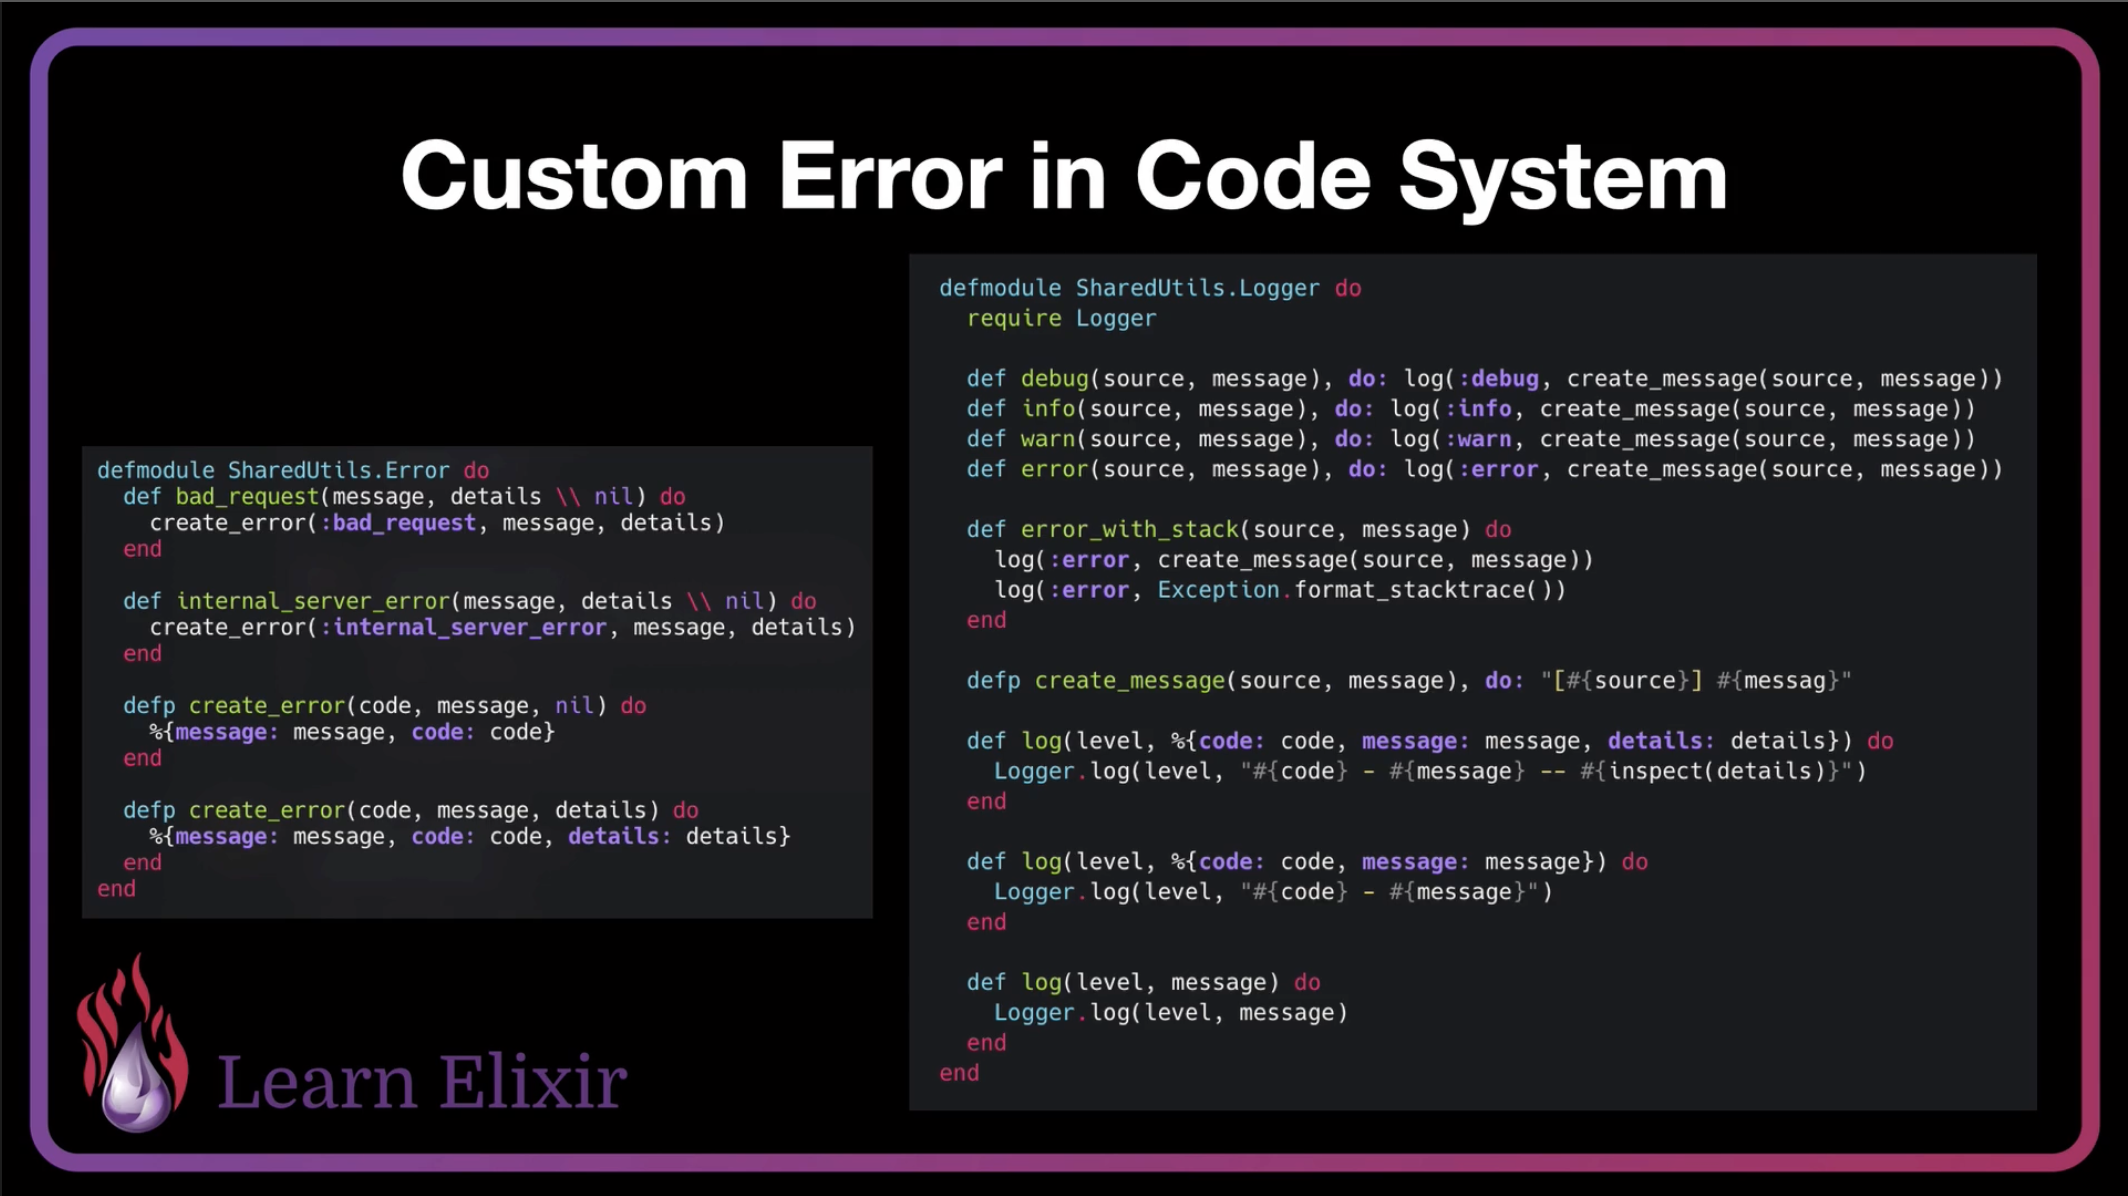 Custom Error in Code System
defmodule SharedUtils.Error do
  def bad_request(message, details \\ nil) do
    create_error(:bad_request, message, details)
  end

  def internal_server_error(message, details \\ nil) do
    create_error(:internal_server_error, message, details)
  end

  defp create_error(code, message, nil) do
    %{message: message, code: code}
  end

  defp create_error(code, message, details) do
    %{message: message, code: code, details: details}
  end
end
defmodule SharedUtils.Logger do
  require Logger

  def debug(source, message), do: log(:debug, create_message(source, message))
  def info(source, message), do: log(:info, create_message(source, message))
  def warn(source, message), do: log(:warn, create_message(source, message))
  def error(source, message), do: log(:error, create_message(source, message))

  def error_with_stack(source, message) do
    log(:error, create_message(source, message))
    log(:error, Exception.format_stacktrace())
  end

  defp create_message(source, message), do: "[#{source}] #{messag}"

  def log(level, %{code: code, message: message, details: details}) do
    Logger.log(level, "#{code} - #{message} -- #{inspect(details)}")
  end

  def log(level, %{code: code, message: message}) do
    Logger.log(level, "#{code} - #{message}")
  end

  def log(level, message) do
    Logger.log(level, message)
  end
end
Learn Elixir